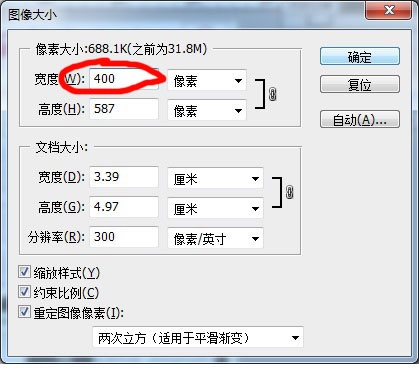 图像大小
像素大小:688.1K(之前为31.8M)
确定
宽度(W): 400 像素
复位
高度(H): 587 像素
自动(A)...
文档大小:
宽度(D): 3.39 厘米
高度(G): 4.97 厘米
分辨率(R): 300 像素/英寸
缩放样式(Y)
约束比例(C)
重定图像像素(I):
两次立方（适用于平滑渐变）